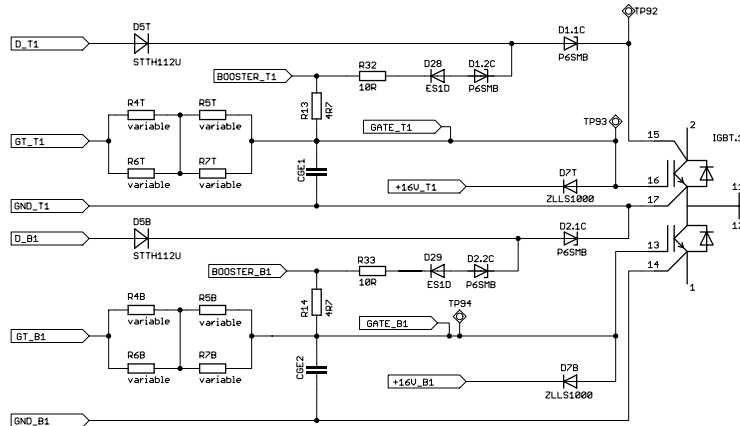 TP92
D5T
D1.1C
D_T1
STTH112U
P6SMB
R32
D28
D1.2C
BOOSTER_T1
10R
ES1D
P6SMB
R4T
R5T
R13
4R7
variable
variable
GATE_T1
TP93
2
GT_T1
15
IGBT.1
R6T
R7T
CGE1
D7T
16
variable
variable
+16V_T1
ZLLS1000
17
GND_T1
D5B
D2.1C
D_B1
STTH112U
P6SMB
13
R33
D29
D2.2C
14
BOOSTER_B1
10R
ES1D
P6SMB
1
R4B
R5B
R14
4R7
TP94
variable
variable
GATE_B1
GT_B1
R6B
R7B
CGE2
D7B
variable
variable
+16V_B1
ZLLS1000
GND_B1